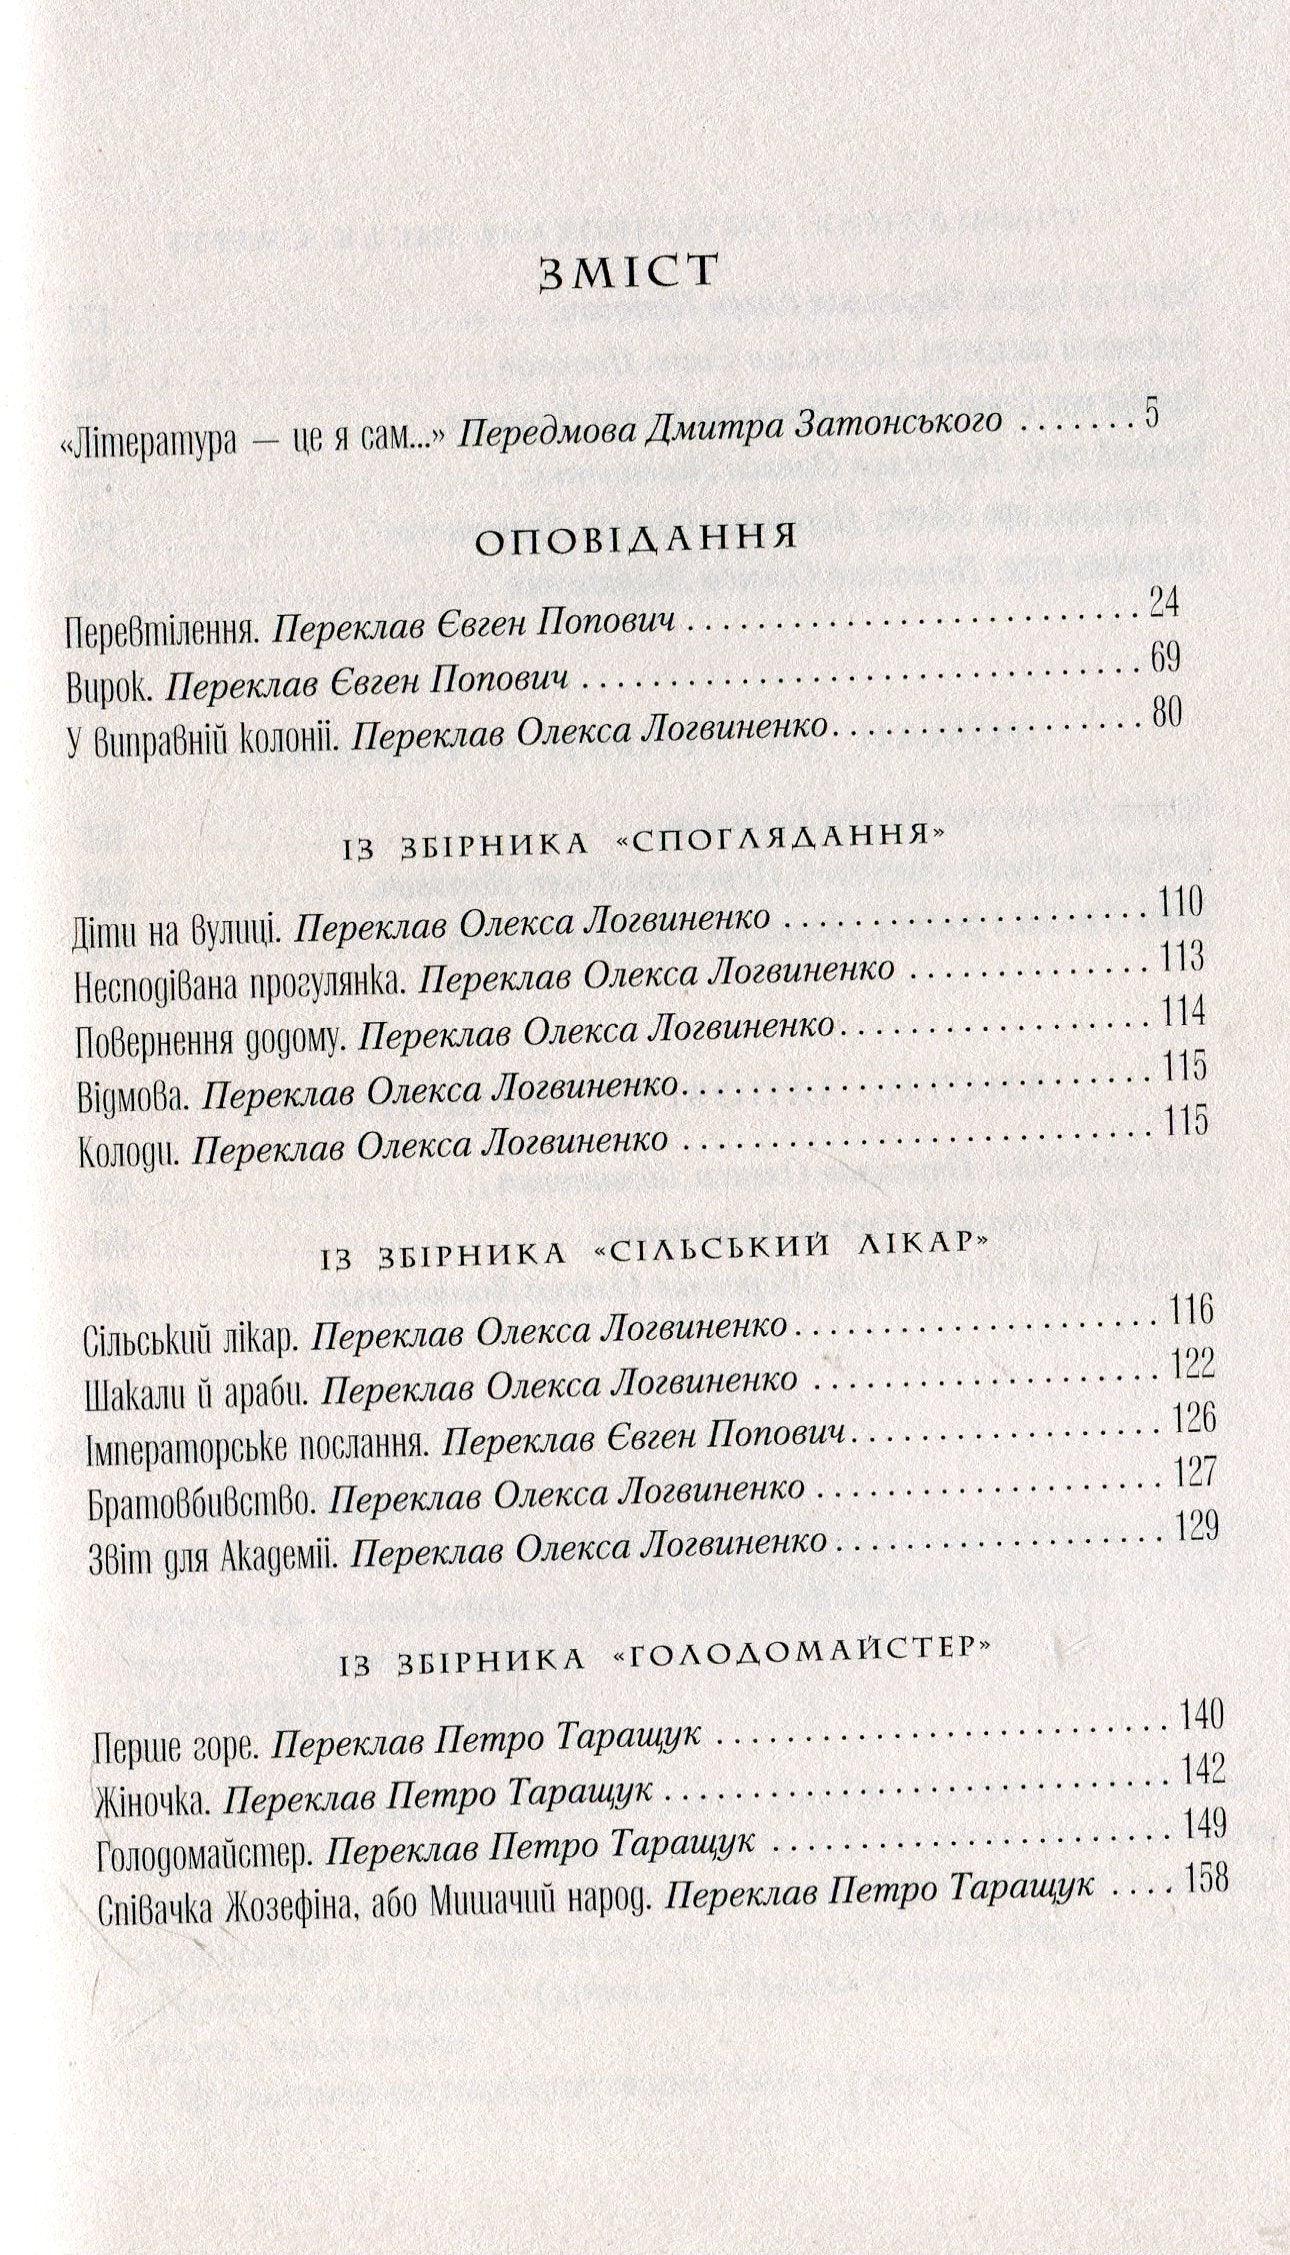 ЗМІСТ
«Література — це я сам...» Передмова Дмитра Затонського ....... 5
ОПОВІДАННЯ
Перевтілення. Переклав Євген Попович .......................... 24
Вирок. Переклав Євген Попович ................................ 69
У виправній колонії. Переклав Олекса Логвиненко.................. 80
ІЗ ЗБІРНИКА «СПОГЛЯДАННЯ»
Діти на вулиці. Переклав Олекса Логвиненко ..................... 110
Несподівана прогулянка. Переклав Олекса Логвиненко .............. 113
Повернення додому. Переклав Олекса Логвиненко.................. 114
Відмова. Переклав Олекса Логвиненко........................... 115
Колоди. Переклав Олекса Логвиненко ........................... 115
ІЗ ЗБІРНИКА «СІЛЬСЬКИЙ ЛІКАР»
Сільський лікар. Переклав Олекса Логвиненко..................... 116
Шакали й араби. Переклав Олекса Логвиненко .................... 122
Імператорське послання. Переклав Євген Попович.................. 126
Братовбивство. Переклав Олекса Логвиненко .................... 127
Звіт для Академії. Переклав Олекса Логвиненко ................... 129
ІЗ ЗБІРНИКА «ГОЛОДОМАЙСТЕР»
Перше горе. Переклав Петро Таращук .......................... 140
Жіночка. Переклав Петро Таращук ............................. 142
Голодомайстер. Переклав Петро Таращук ....................... 149
Співачка Жозефіна, або Мишачий народ. Переклав Петро Таращук .... 158